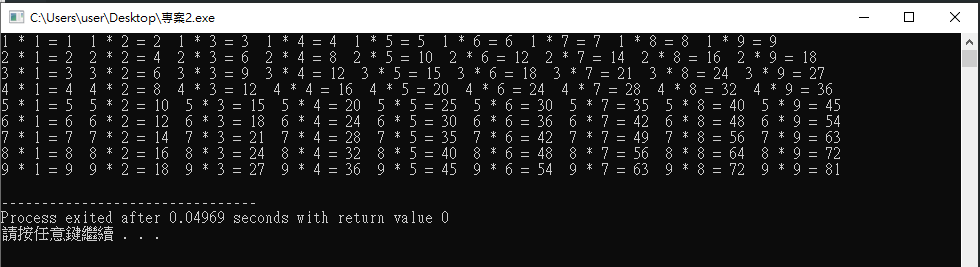 C:\Users\user\Desktop\專案2.exe
1 * 1 = 1  1 * 2 = 2  1 * 3 = 3  1 * 4 = 4  1 * 5 = 5  1 * 6 = 6  1 * 7 = 7  1 * 8 = 8  1 * 9 = 9
2 * 1 = 2  2 * 2 = 4  2 * 3 = 6  2 * 4 = 8  2 * 5 = 10  2 * 6 = 12  2 * 7 = 14  2 * 8 = 16  2 * 9 = 18
3 * 1 = 3  3 * 2 = 6  3 * 3 = 9  3 * 4 = 12  3 * 5 = 15  3 * 6 = 18  3 * 7 = 21  3 * 8 = 24  3 * 9 = 27
4 * 1 = 4  4 * 2 = 8  4 * 3 = 12  4 * 4 = 16  4 * 5 = 20  4 * 6 = 24  4 * 7 = 28  4 * 8 = 32  4 * 9 = 36
5 * 1 = 5  5 * 2 = 10  5 * 3 = 15  5 * 4 = 20  5 * 5 = 25  5 * 6 = 30  5 * 7 = 35  5 * 8 = 40  5 * 9 = 45
6 * 1 = 6  6 * 2 = 12  6 * 3 = 18  6 * 4 = 24  6 * 5 = 30  6 * 6 = 36  6 * 7 = 42  6 * 8 = 48  6 * 9 = 54
7 * 1 = 7  7 * 2 = 14  7 * 3 = 21  7 * 4 = 28  7 * 5 = 35  7 * 6 = 42  7 * 7 = 49  7 * 8 = 56  7 * 9 = 63
8 * 1 = 8  8 * 2 = 16  8 * 3 = 24  8 * 4 = 32  8 * 5 = 40  8 * 6 = 48  8 * 7 = 56  8 * 8 = 64  8 * 9 = 72
9 * 1 = 9  9 * 2 = 18  9 * 3 = 27  9 * 4 = 36  9 * 5 = 45  9 * 6 = 54  9 * 7 = 63  9 * 8 = 72  9 * 9 = 81
--------------------------------
Process exited after 0.04969 seconds with return value 0
請按任意鍵繼續 . . .